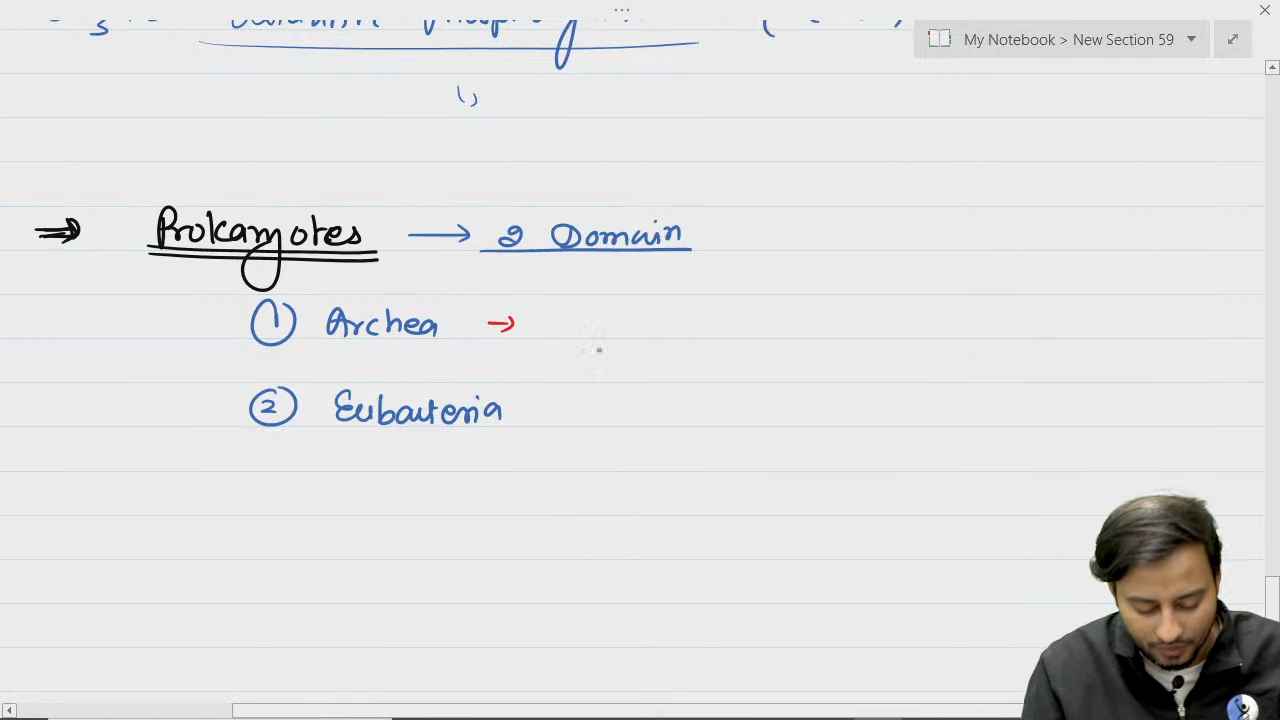 My Notebook > New Section 59
⇒ Prokaryotes → 2 Domain
① Archea →
② Eubacteria